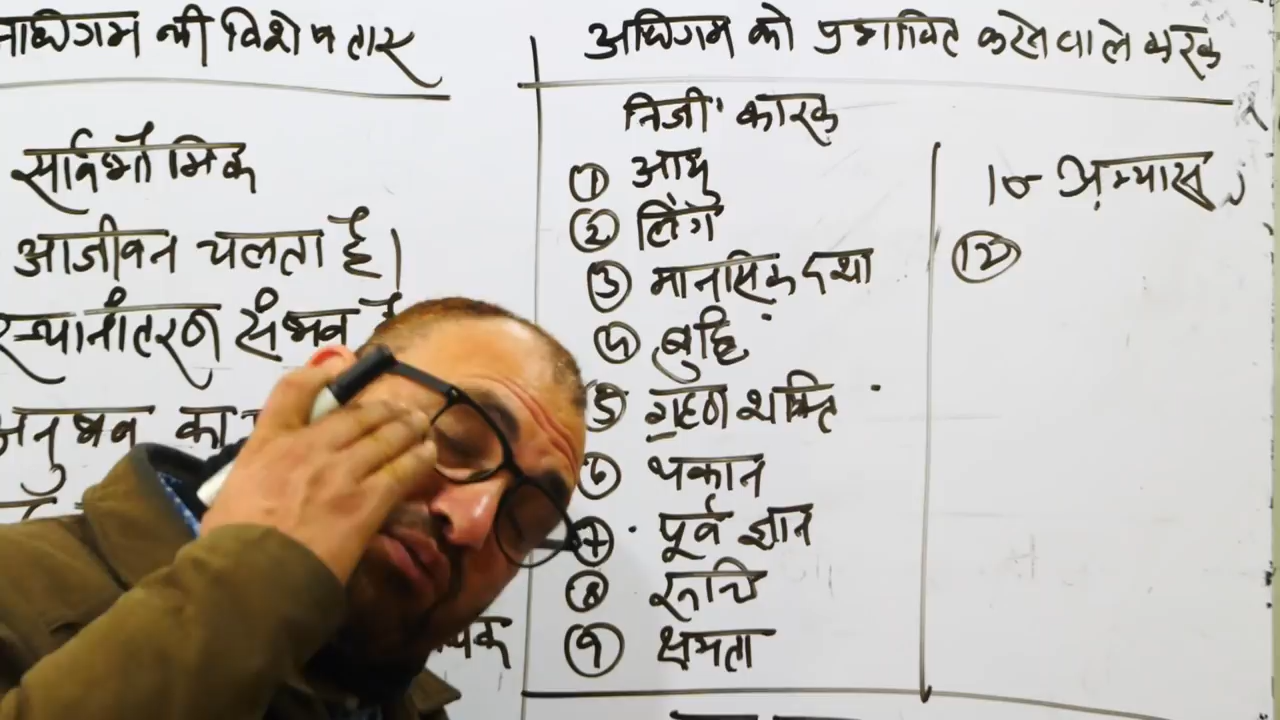 अधिगम की विशेषताएं
सार्वभौमिक
आजीवन चलता है।
स्थानांतरण संभव है
अनुभव का
अधिगम को प्रभावित करने वाले कारक
निजी कारक
① आयु
② लिंग
③ मानसिक दशा
④ बुद्धि
⑤ ग्रहण शक्ति
⑥ थकान
⑦ पूर्व ज्ञान
⑧ रुचि
⑨ क्षमता
10- अभ्यास
⑫